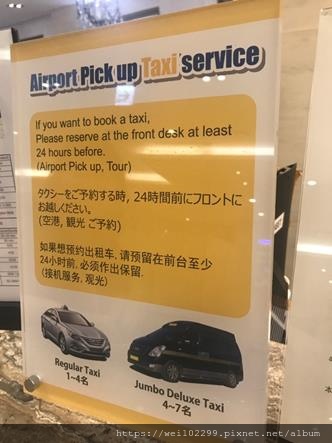 Airport Pick up Taxi service
If you want to book a taxi,
Please reserve at the front desk at least
24 hours before.
(Airport Pick up, Tour)
タクシーをご予約する時, 24時間前にフロントに
お越しください。
(空港, 観光 ご予約)
如果想预约出租车, 请预留在前台至少
24小时前, 必须作出保留.
(接机服务, 观光)
Regular Taxi
1~4名
Jumbo Deluxe Taxi
4~7名
https://wei102299.pixnet.net/album